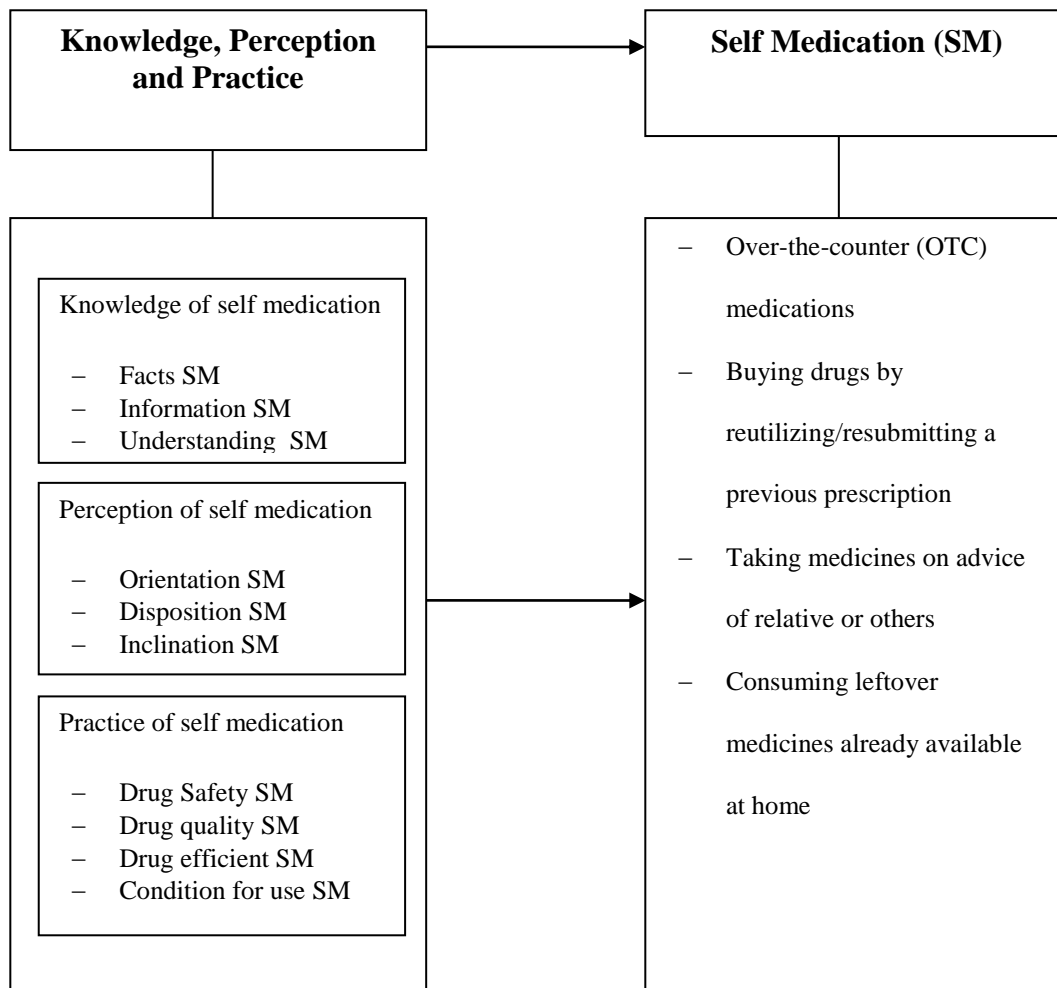 Knowledge, Perception
and Practice
Self Medication (SM)
Knowledge of self medication
– Facts SM
– Information SM
– Understanding SM
Perception of self medication
– Orientation SM
– Disposition SM
– Inclination SM
Practice of self medication
– Drug Safety SM
– Drug quality SM
– Drug efficient SM
– Condition for use SM
– Over-the-counter (OTC)
medications
– Buying drugs by
reutilizing/resubmitting a
previous prescription
– Taking medicines on advice
of relative or others
– Consuming leftover
medicines already available
at home